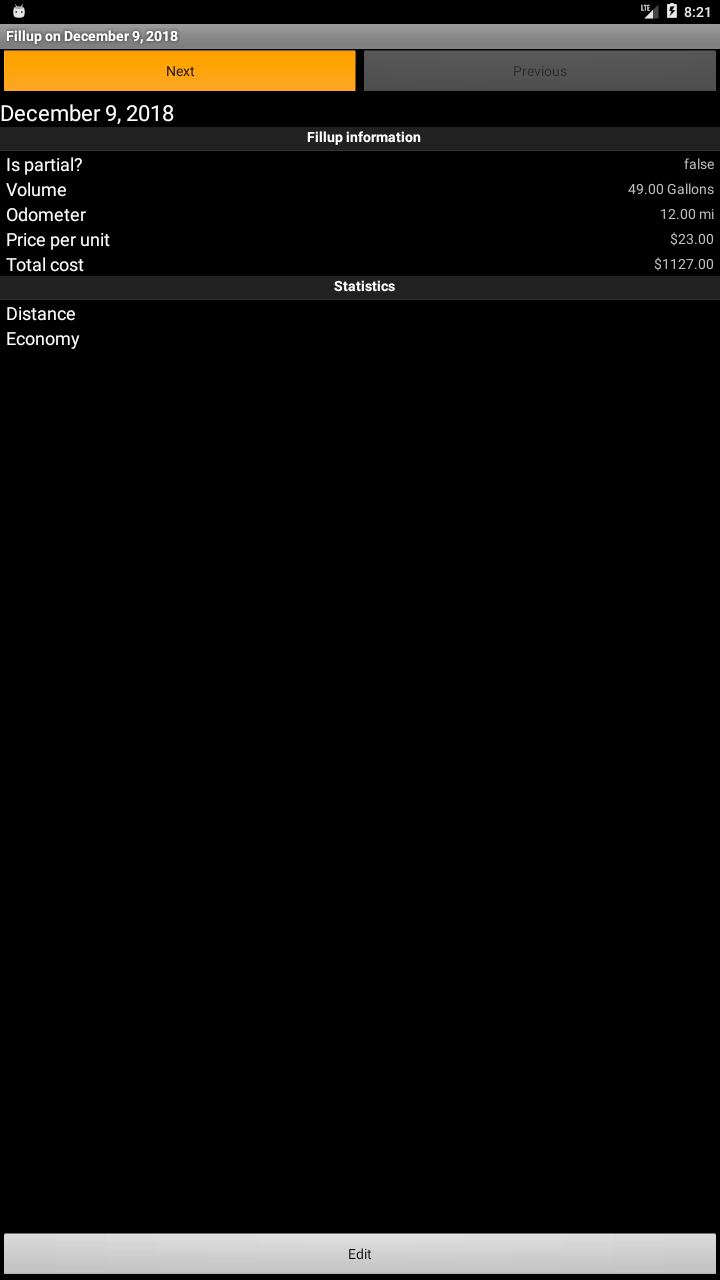 LTE 8:21
Fillup on December 9, 2018
Next Previous
December 9, 2018
Fillup information
Is partial? false
Volume 49.00 Gallons
Odometer 12.00 mi
Price per unit $23.00
Total cost $1127.00
Statistics
Distance
Economy
Edit